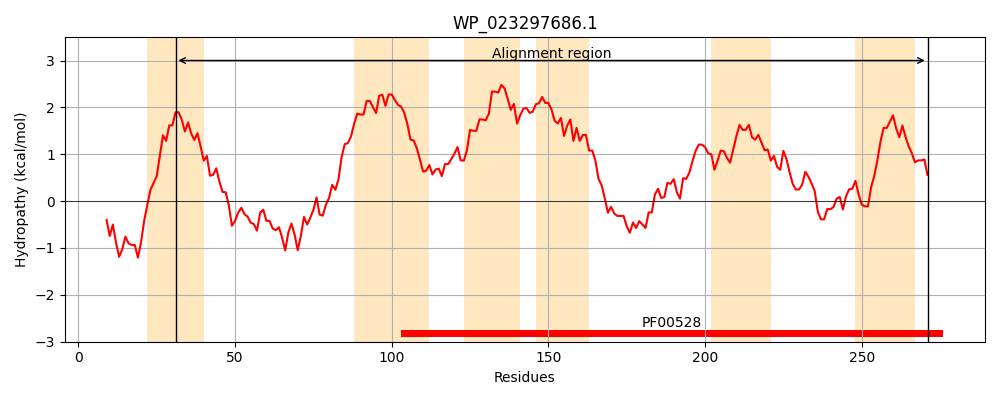 WP_023297686.1
Hydropathy (kcal/mol)
3
2
1
0
−1
−2
−3
Alignment region
PF00528
0 50 100 150 200 250
Residues